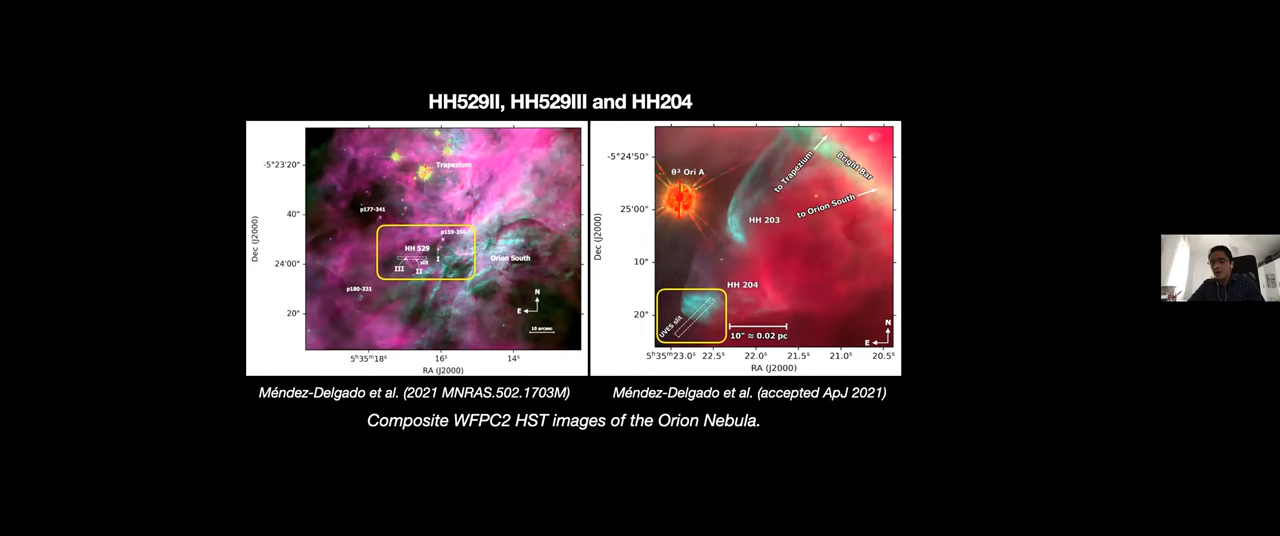 HH529II, HH529III and HH204
-5°23'20"
40"
24'00"
20"
Dec (J2000)
Trapezium
p177-341
p159-350
HH 529
I
Orion South
slit
III
II
p180-331
N
E
10 arcsec
5ʰ35ᵐ18ˢ
16ˢ
14ˢ
RA (J2000)
-5°24'50"
25'00"
10"
20"
Dec (J2000)
θ² Ori A
to Trapezium
Bright Bar
to Orion South
HH 203
HH 204
UVES slit
10" ≈ 0.02 pc
N
E
5ʰ35ᵐ23.0ˢ
22.5ˢ
22.0ˢ
21.5ˢ
21.0ˢ
20.5ˢ
RA (J2000)
Méndez-Delgado et al. (2021 MNRAS.502.1703M)
Méndez-Delgado et al. (accepted ApJ 2021)
Composite WFPC2 HST images of the Orion Nebula.